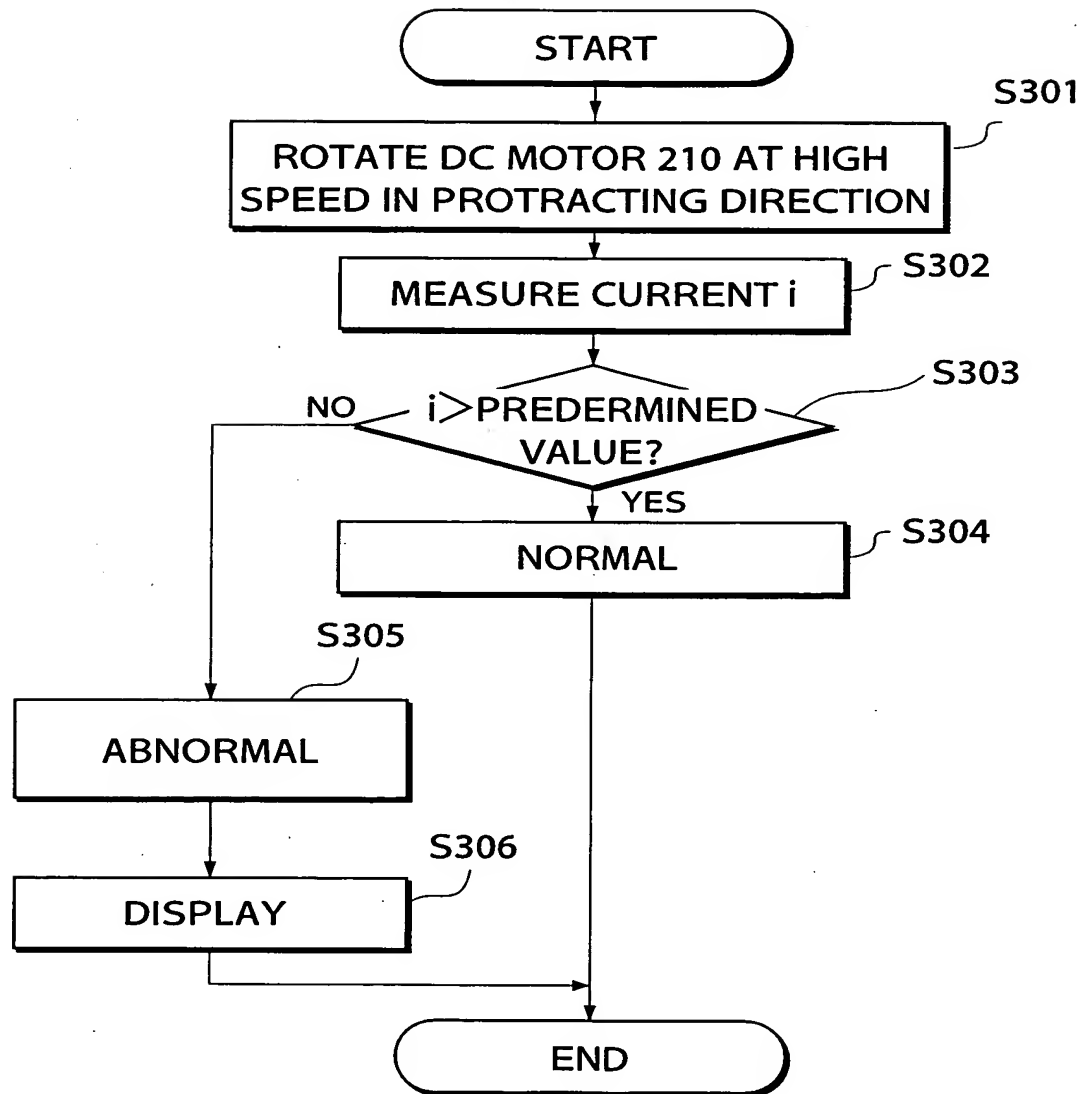 START
S301
ROTATE DC MOTOR 210 AT HIGH
SPEED IN PROTRACTING DIRECTION
S302
MEASURE CURRENT i
S303
NO
i>PREDERMINED
VALUE?
YES
S304
NORMAL
S305
ABNORMAL
S306
DISPLAY
END